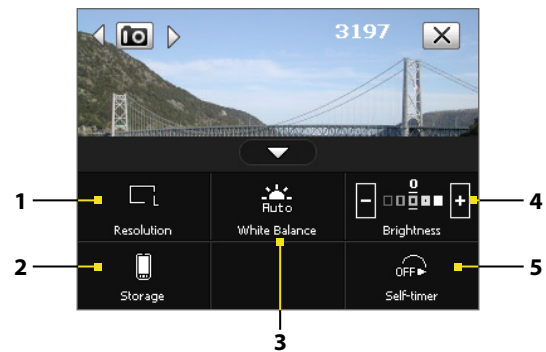 3197
1
L
Auto
0
4
Resolution
White Balance
Brightness
2
OFF
5
Storage
Self-timer
3